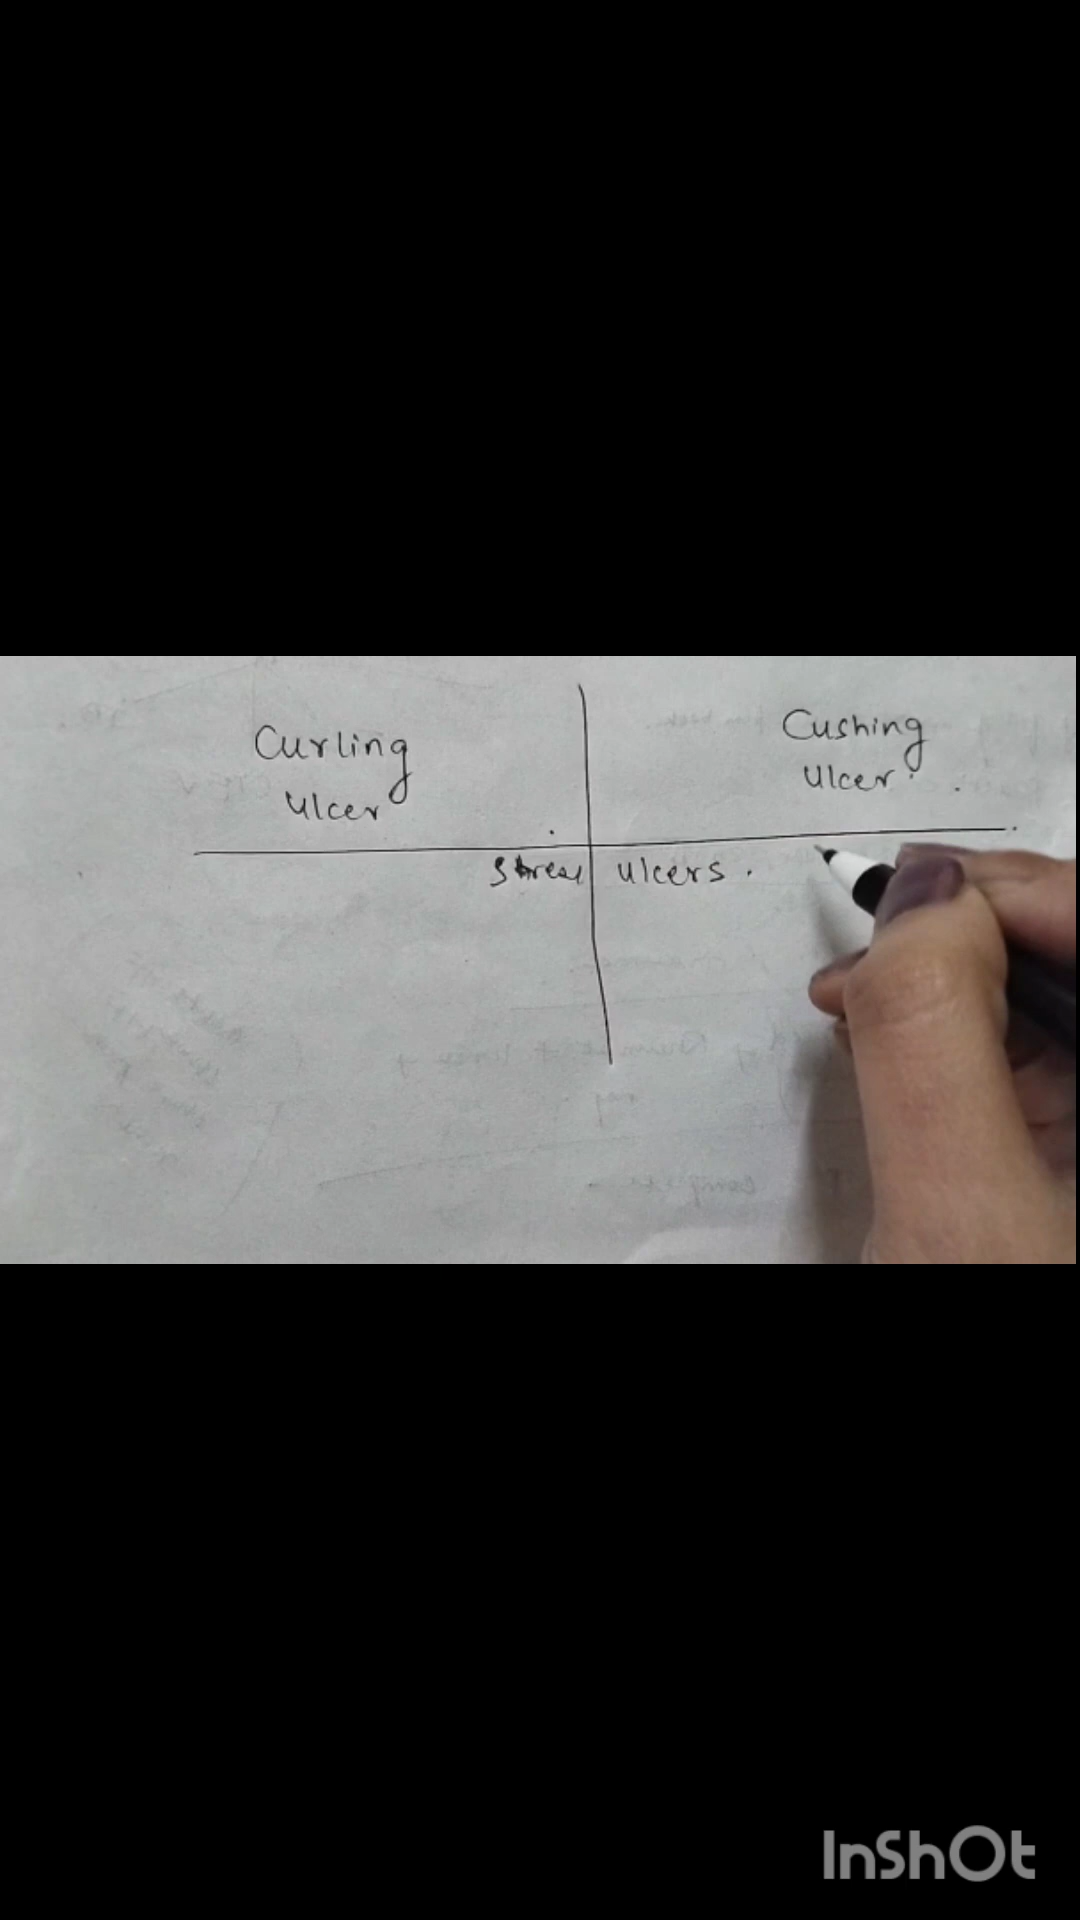 Curling
Ulcer
Cushing
Ulcer.
Stress ulcers.
InShOt